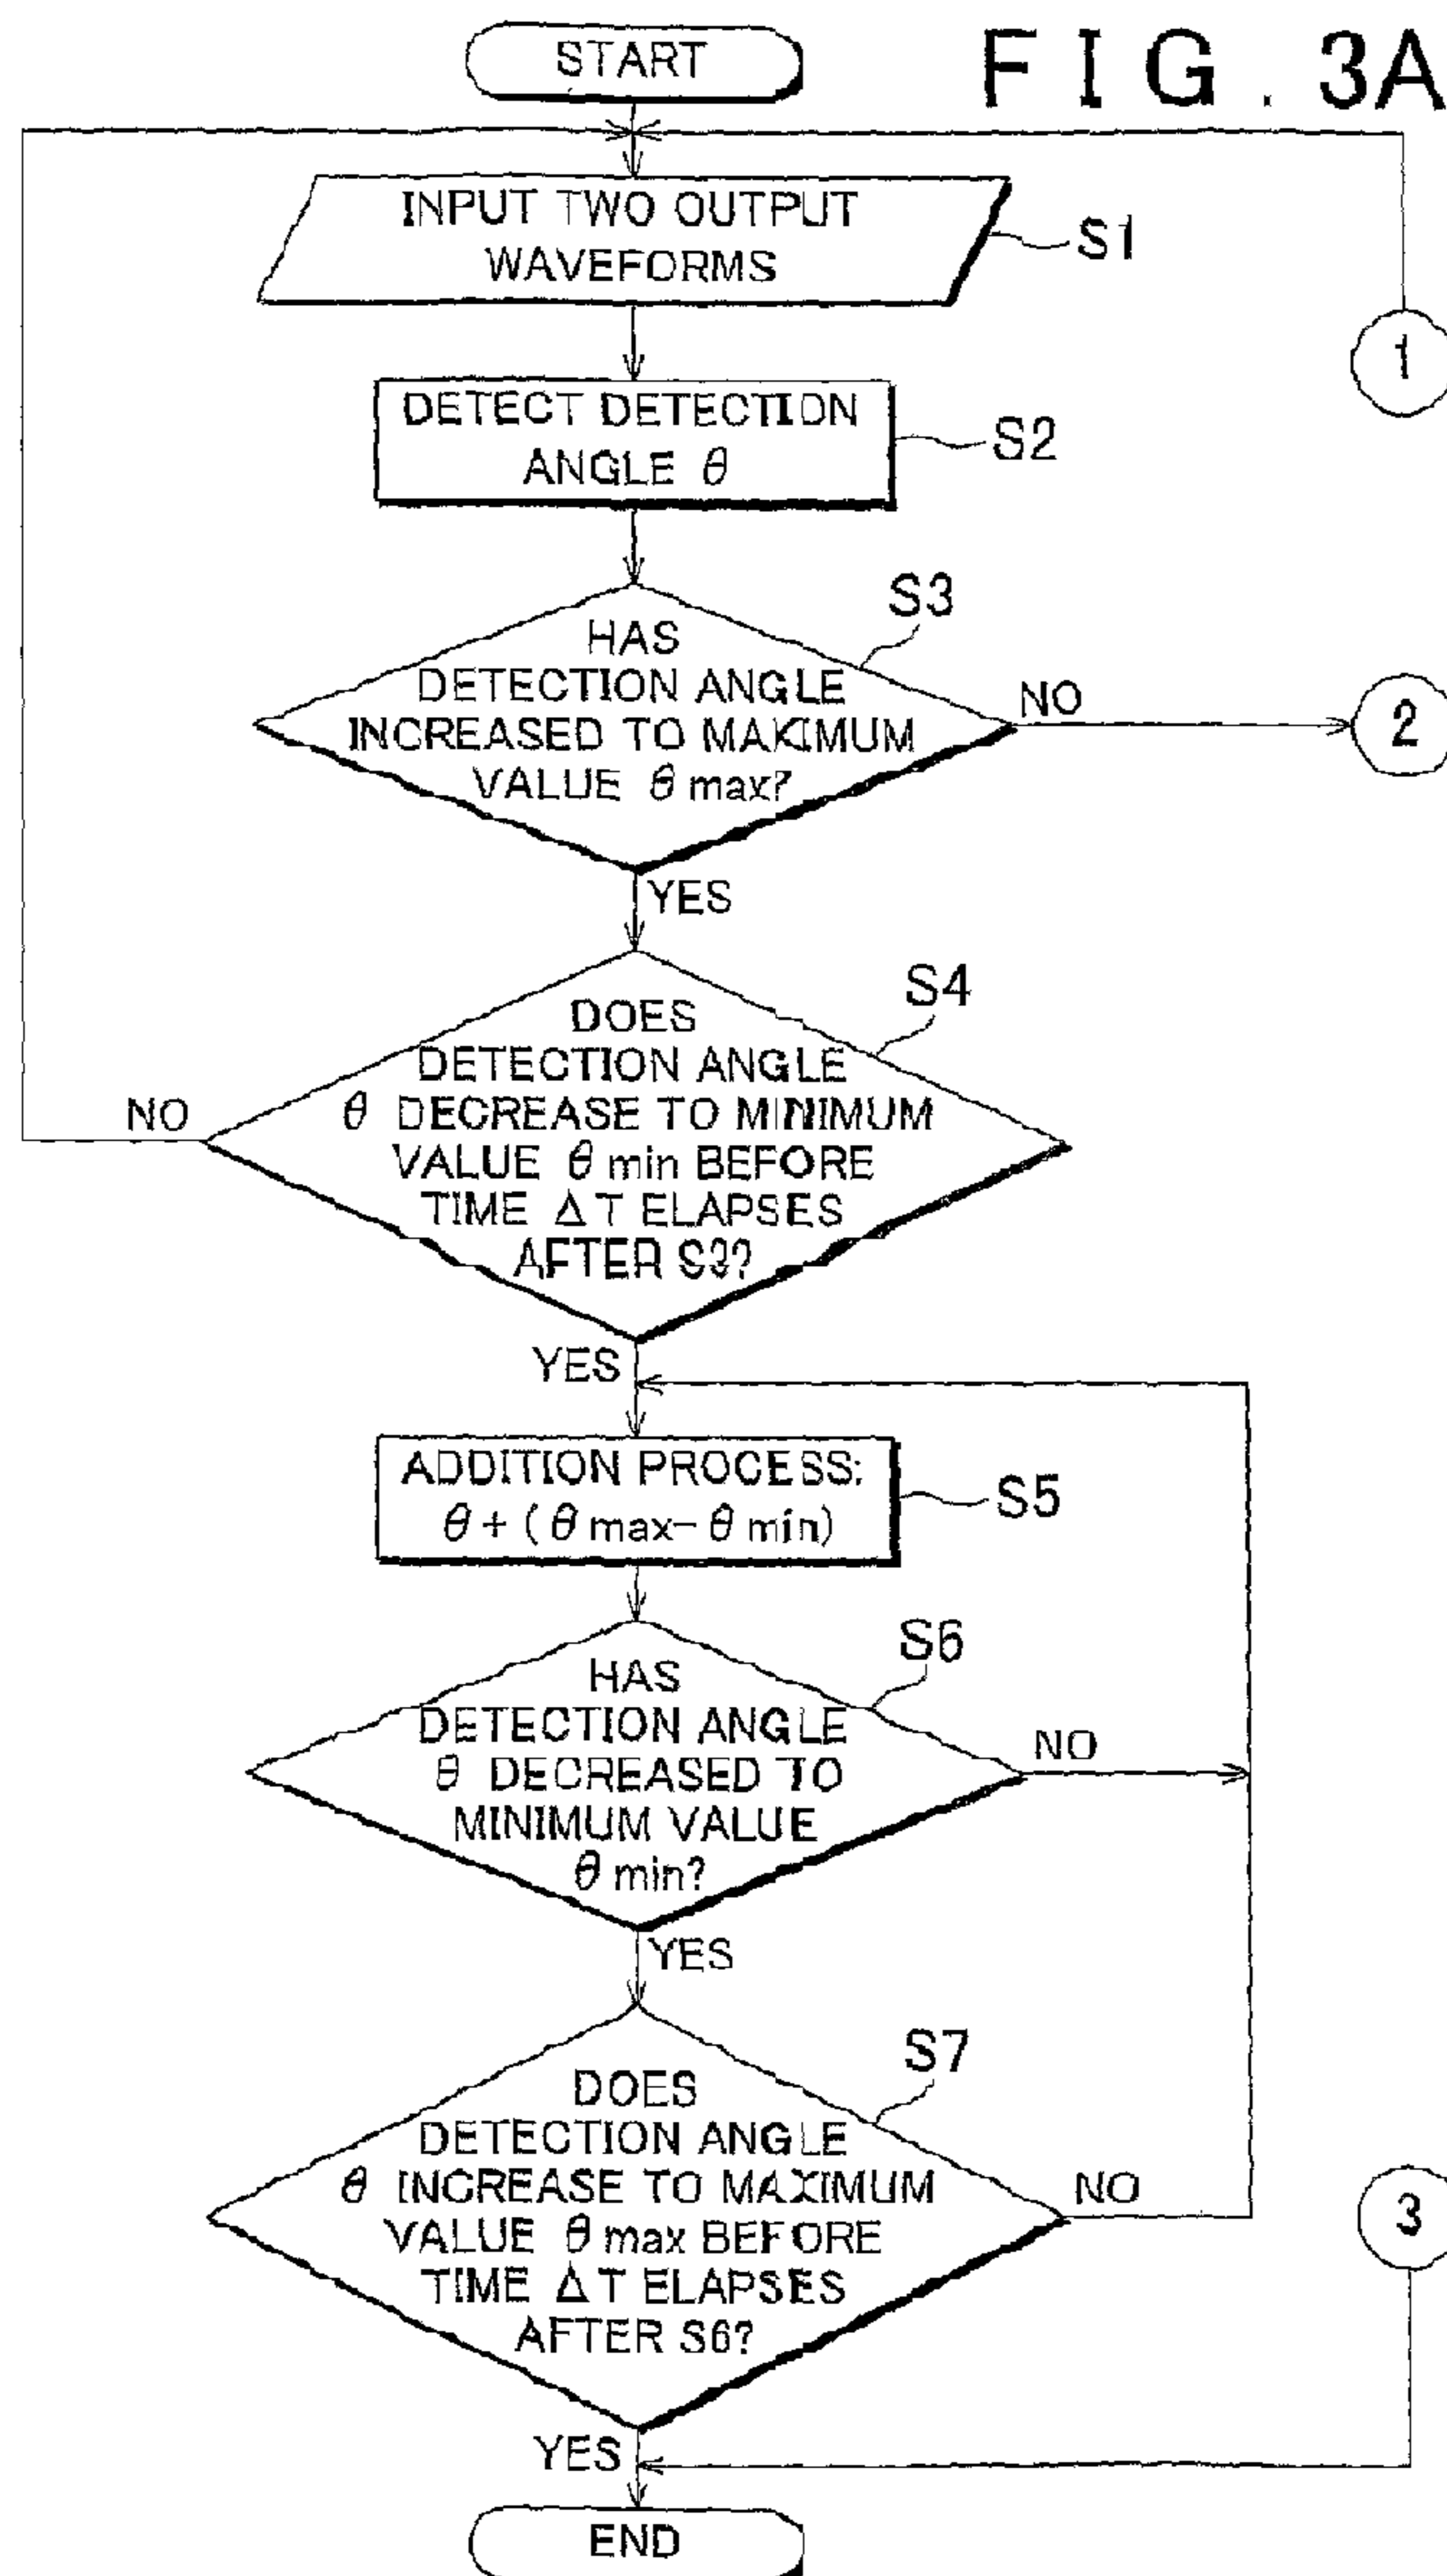 FIG. 3A
START
INPUT TWO OUTPUT
WAVEFORMS
S1
1
DETECT DETECTION
ANGLE θ
S2
S3
HAS
DETECTION ANGLE
INCREASED TO MAXIMUM
VALUE θ max?
NO
2
YES
S4
DOES
DETECTION ANGLE
θ DECREASE TO MINIMUM
VALUE θ min BEFORE
TIME ΔT ELAPSES
AFTER S3?
NO
YES
ADDITION PROCESS:
θ + (θ max- θ min)
S5
S6
HAS
DETECTION ANGLE
θ DECREASED TO
MINIMUM VALUE
θ min?
NO
YES
S7
DOES
DETECTION ANGLE
θ INCREASE TO MAXIMUM
VALUE θ max BEFORE
TIME ΔT ELAPSES
AFTER S6?
NO
3
YES
END